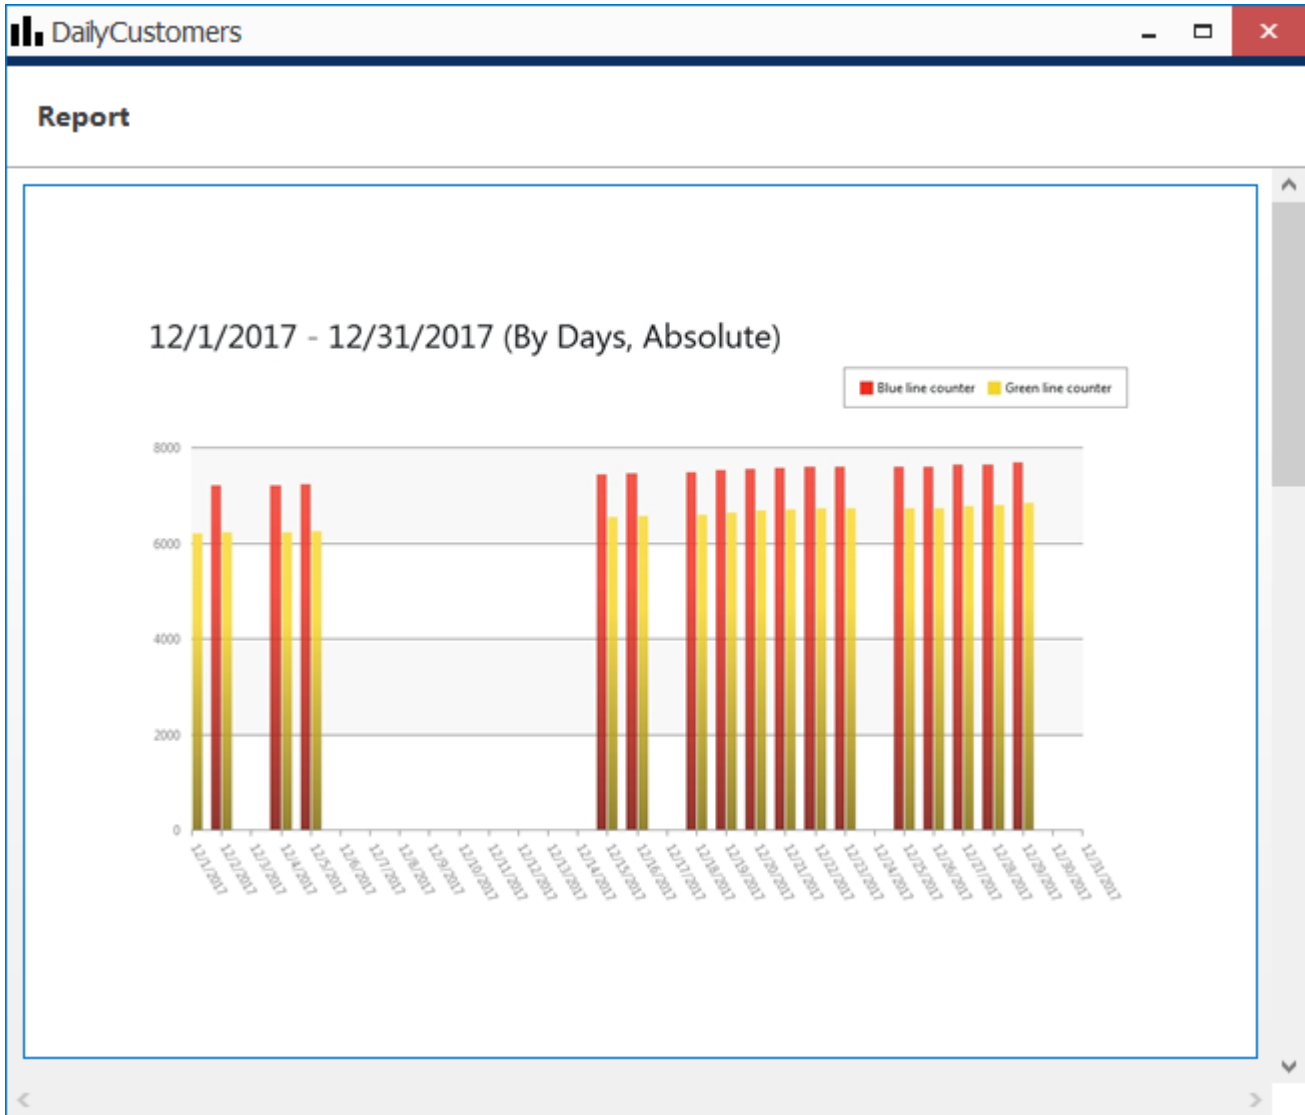 DailyCustomers
Report
12/1/2017 - 12/31/2017 (By Days, Absolute)
Blue line counter Green line counter
8000
6000
4000
2000
0
12/1/2017 12/2/2017 12/3/2017 12/4/2017 12/5/2017 12/6/2017 12/7/2017 12/8/2017 12/9/2017 12/10/2017 12/11/2017 12/12/2017 12/13/2017 12/14/2017 12/15/2017 12/16/2017 12/17/2017 12/18/2017 12/19/2017 12/20/2017 12/21/2017 12/22/2017 12/23/2017 12/24/2017 12/25/2017 12/26/2017 12/27/2017 12/28/2017 12/29/2017 12/30/2017 12/31/2017